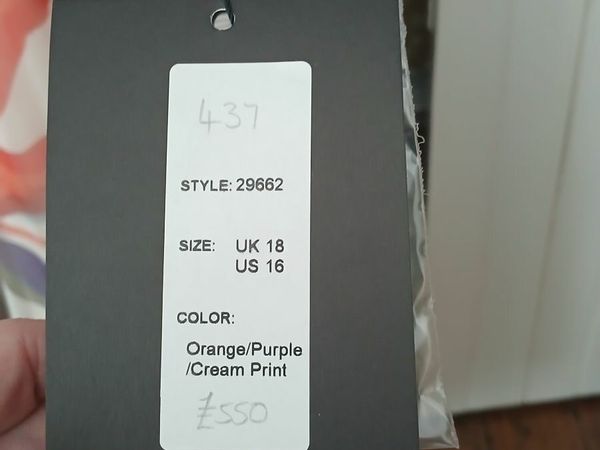 437
STYLE: 29662
SIZE: UK 18
US 16
COLOR:
Orange/Purple
/Cream Print
£550